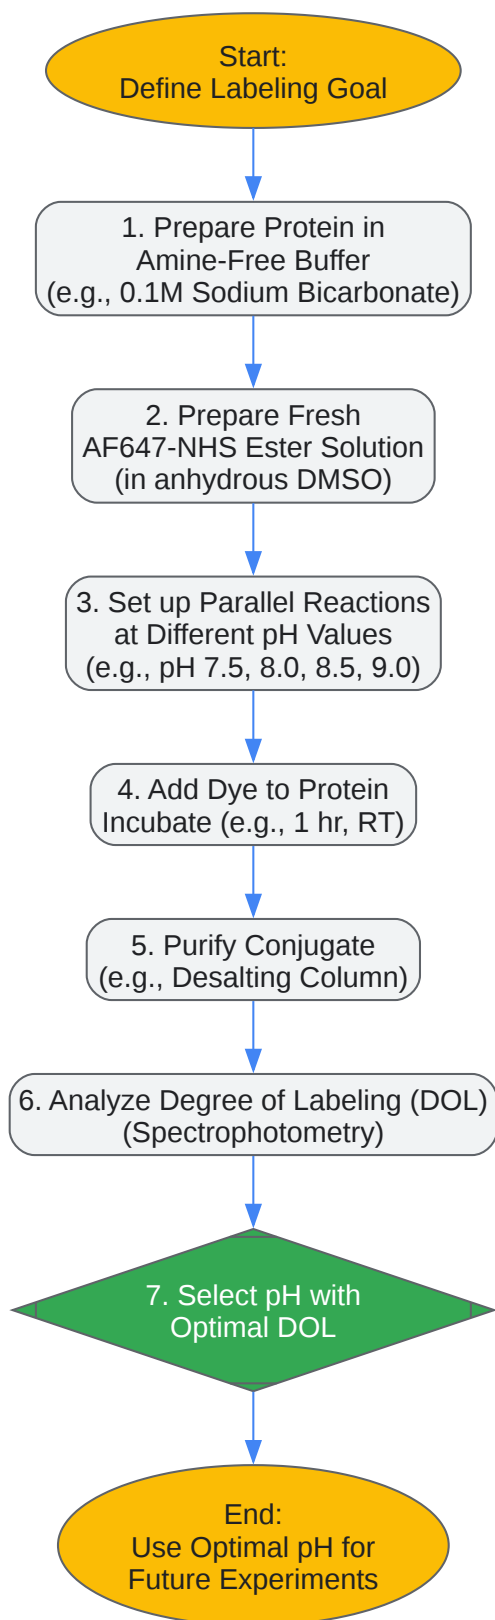 Start:
Define Labeling Goal
1. Prepare Protein in
Amine-Free Buffer
(e.g., 0.1M Sodium Bicarbonate)
2. Prepare Fresh
AF647-NHS Ester Solution
(in anhydrous DMSO)
3. Set up Parallel Reactions
at Different pH Values
(e.g., pH 7.5, 8.0, 8.5, 9.0)
4. Add Dye to Protein
Incubate (e.g., 1 hr, RT)
5. Purify Conjugate
(e.g., Desalting Column)
6. Analyze Degree of Labeling (DOL)
(Spectrophotometry)
7. Select pH with
Optimal DOL
End:
Use Optimal pH for
Future Experiments